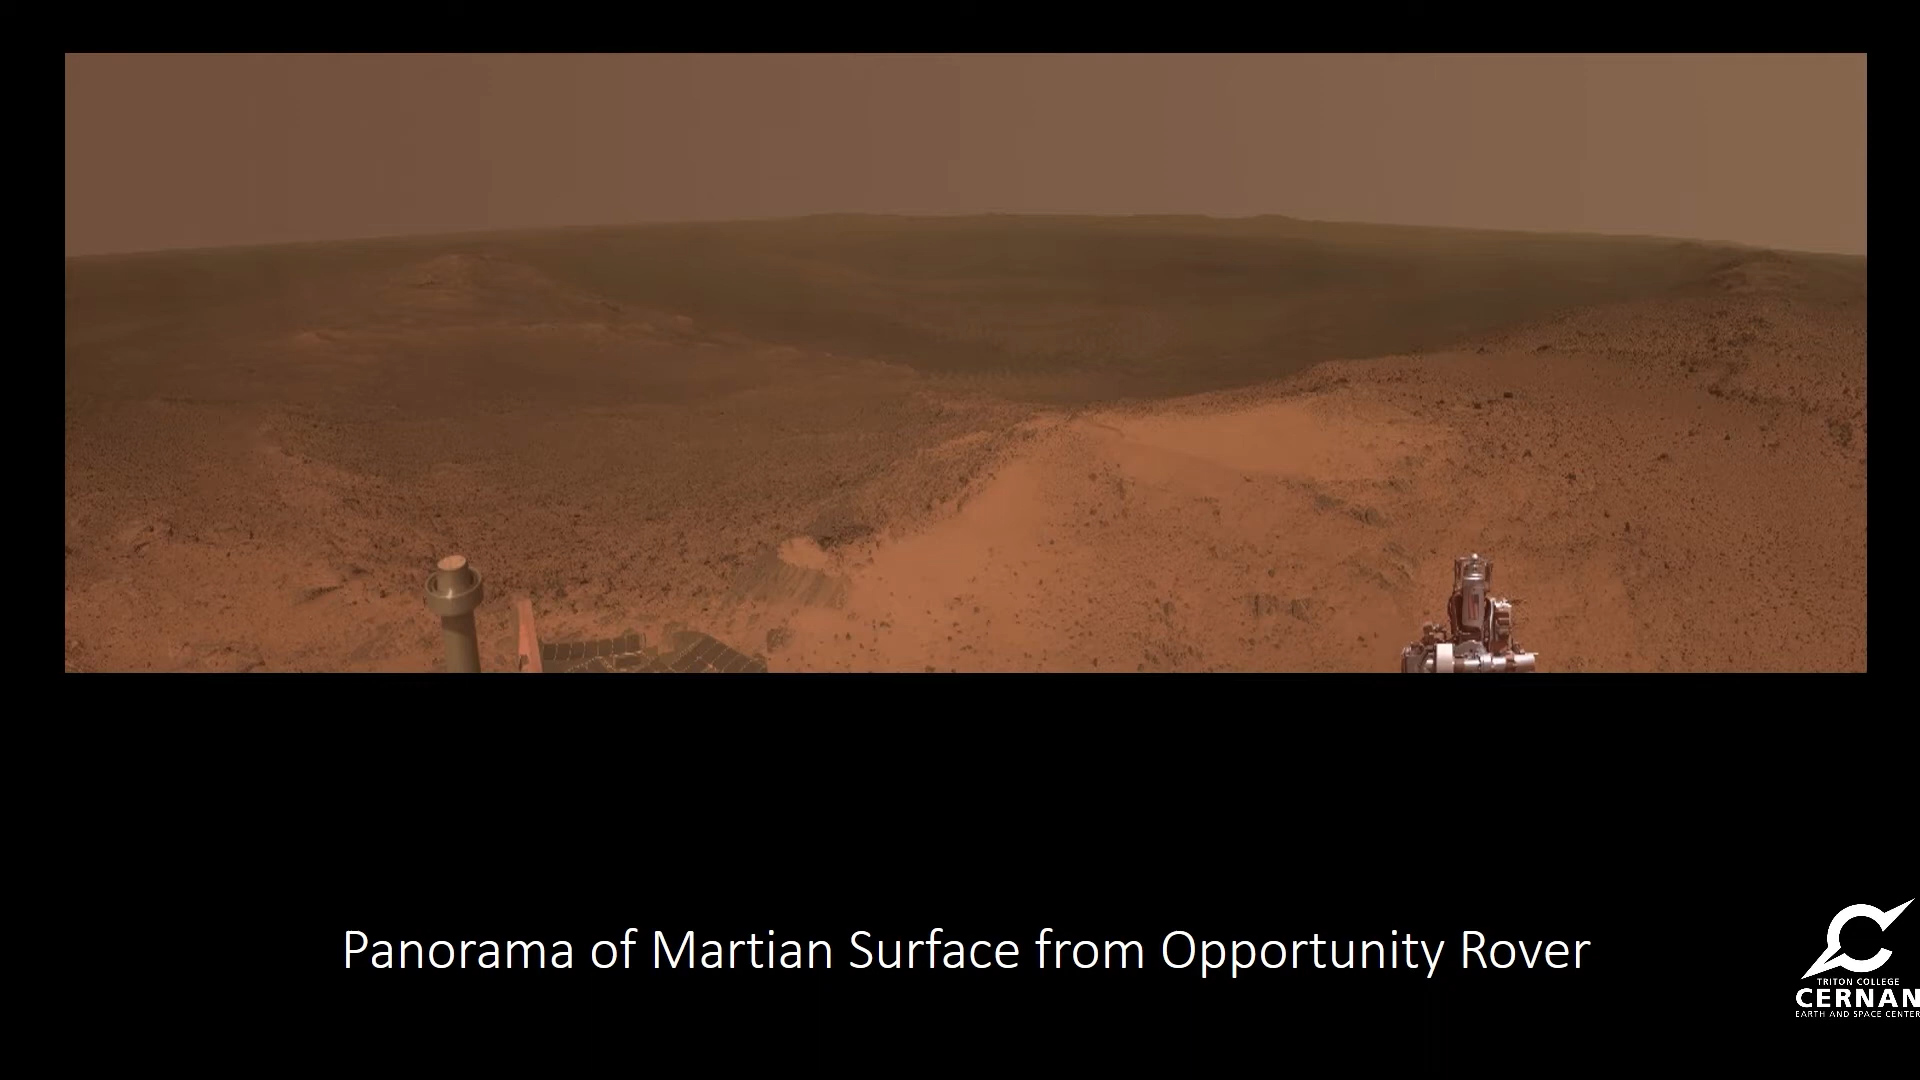 Panorama of Martian Surface from Opportunity Rover
TRITON COLLEGE
CERNAN
EARTH AND SPACE CENTER